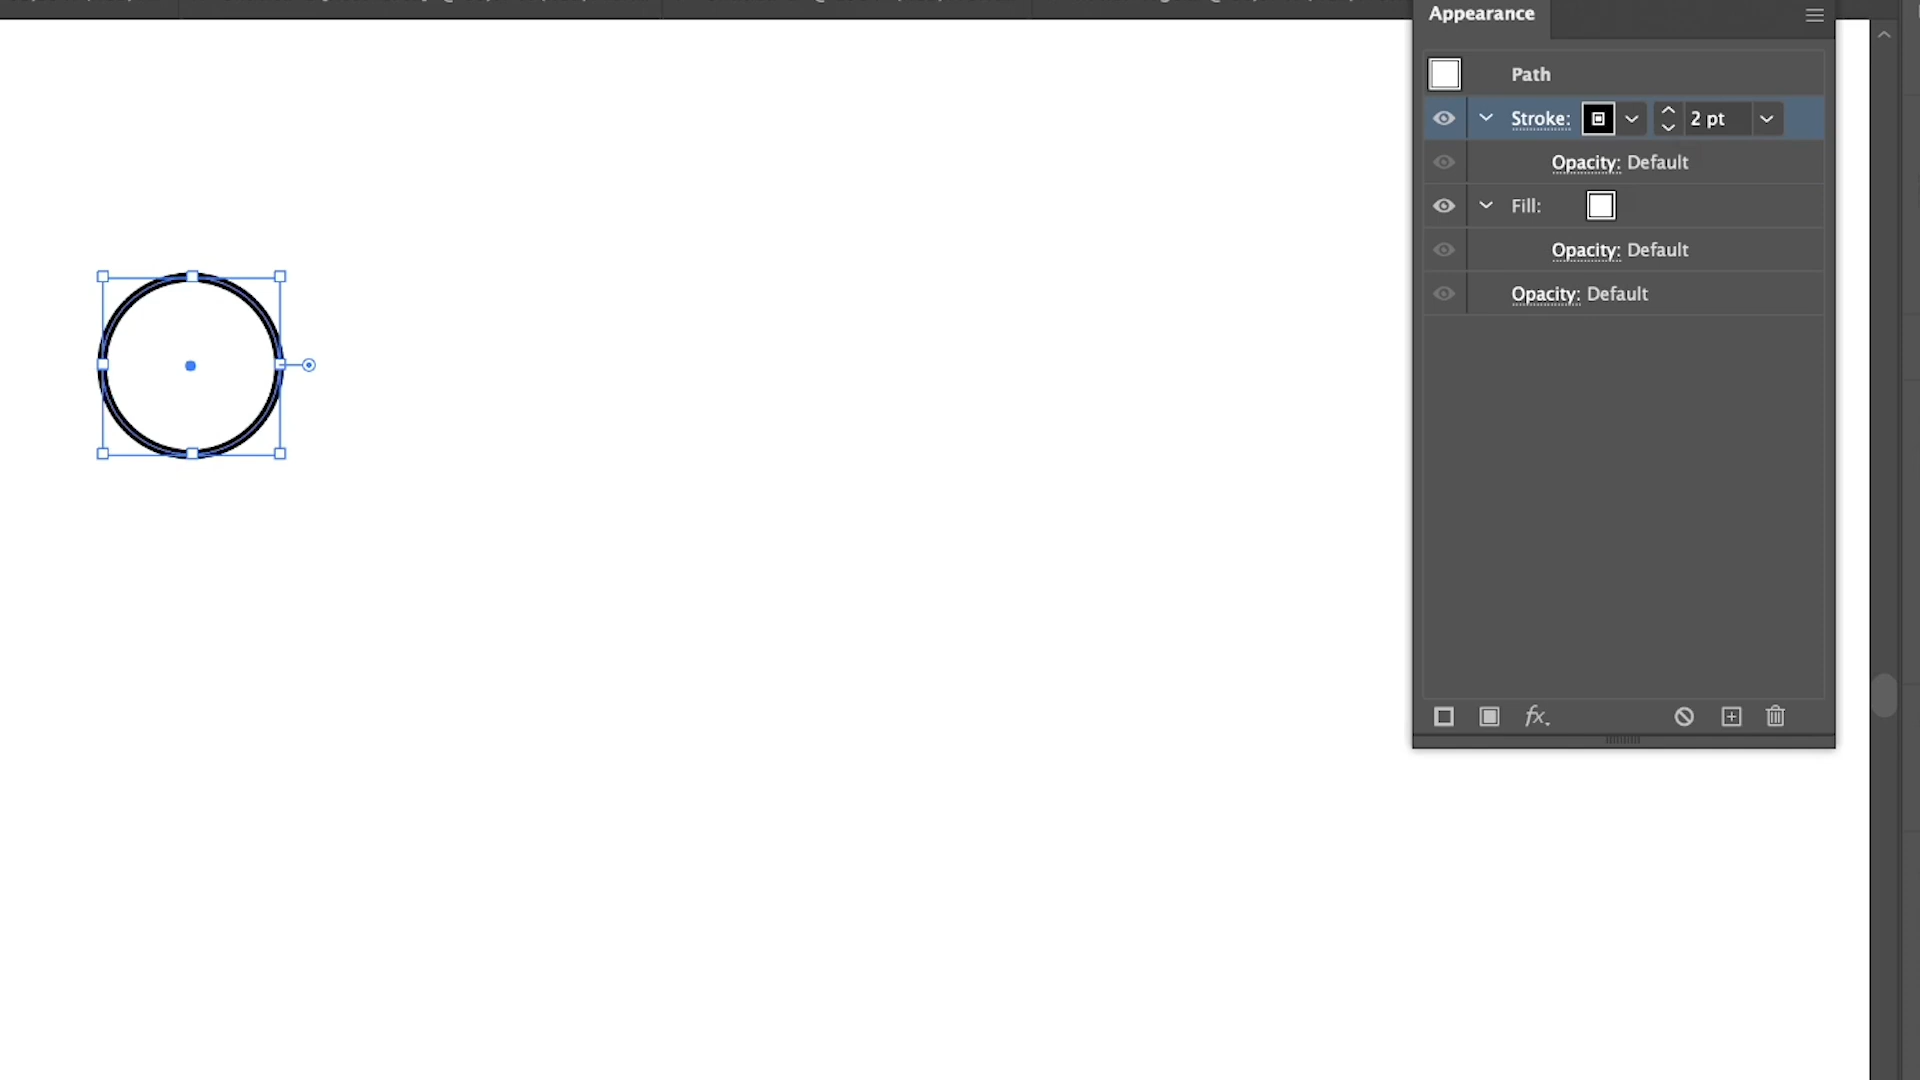 Appearance
Path
Stroke: 2 pt
Opacity: Default
Fill:
Opacity: Default
Opacity: Default
fx.